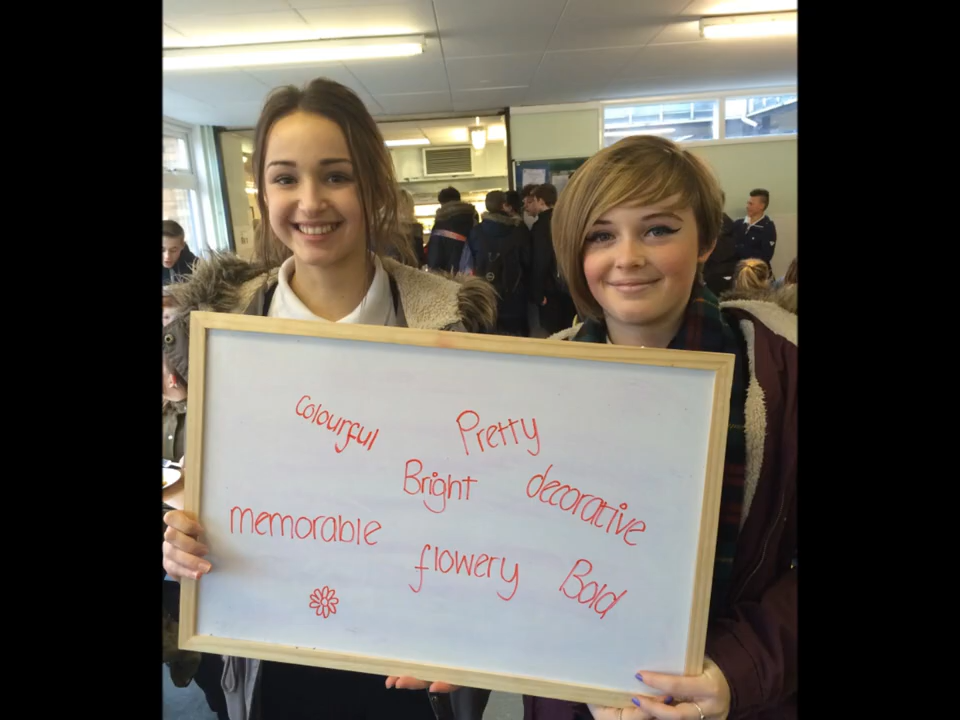 colourful
Pretty
Bright
decorative
memorable
flowery
Bold